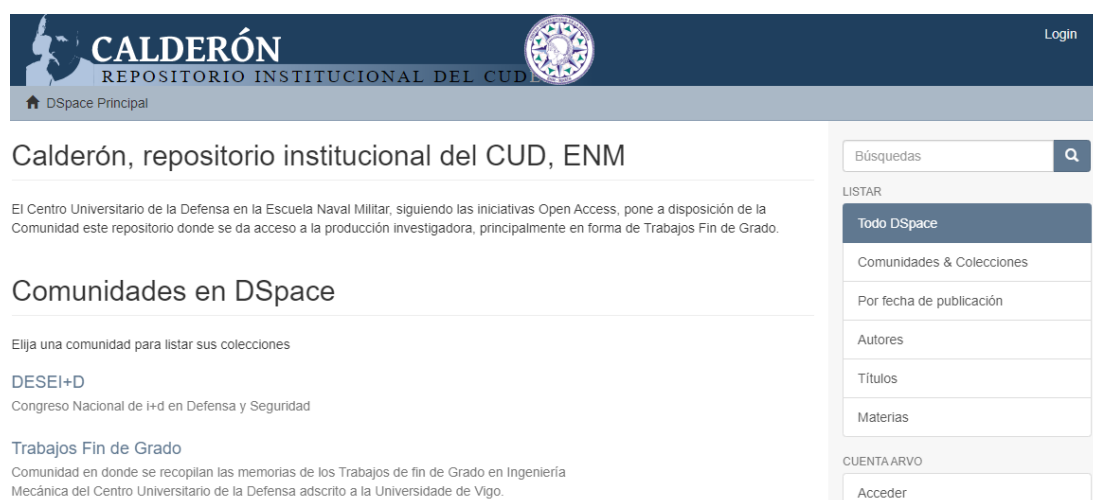 CALDERÓN
REPOSITORIO INSTITUCIONAL DEL CUD
Login
DSpace Principal
Calderón, repositorio institucional del CUD, ENM
El Centro Universitario de la Defensa en la Escuela Naval Militar, siguiendo las iniciativas Open Access, pone a disposición de la
Comunidad este repositorio donde se da acceso a la producción investigadora, principalmente en forma de Trabajos Fin de Grado.
Comunidades en DSpace
Elija una comunidad para listar sus colecciones
DESEI+D
Congreso Nacional de i+d en Defensa y Seguridad
Trabajos Fin de Grado
Comunidad en donde se recopilan las memorias de los Trabajos de fin de Grado en Ingeniería
Mecánica del Centro Universitario de la Defensa adscrito a la Universidade de Vigo.
Búsquedas
LISTAR
Todo DSpace
Comunidades & Colecciones
Por fecha de publicación
Autores
Títulos
Materias
CUENTA ARVO
Acceder